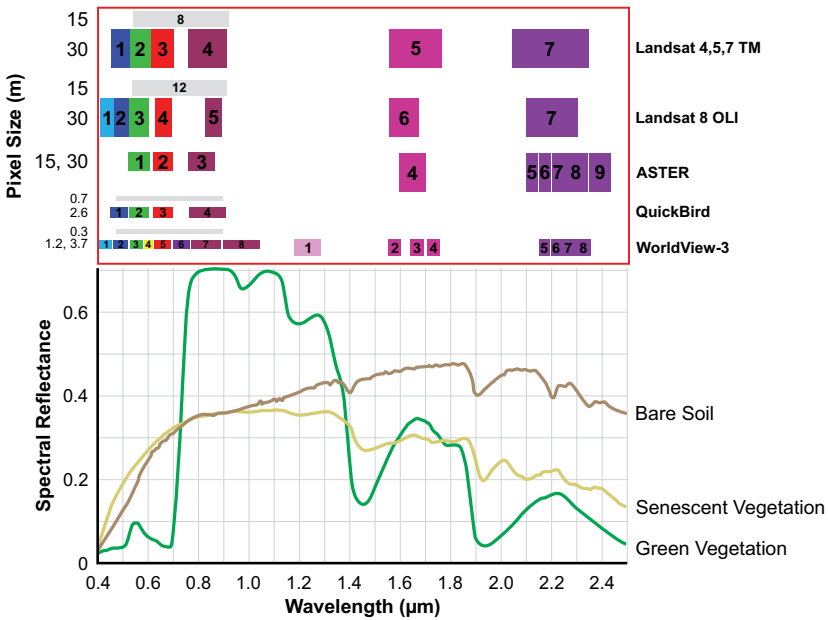 15 8
30 1 2 3 4 5 7 Landsat 4,5,7 TM
15 12
30 1 2 3 4 5 6 7 Landsat 8 OLI
15, 30 1 2 3 4 5 6 7 8 9 ASTER
0.7
2.6 1 2 3 4 QuickBird
0.3
1.2, 3.7 1 2 3 4 5 6 7 8 1 2 3 4 5 6 7 8 WorldView-3
Pixel Size (m)
0.6
0.4
0.2
0
Spectral Reflectance
Bare Soil
Senescent Vegetation
Green Vegetation
0.4 0.6 0.8 1.0 1.2 1.4 1.6 1.8 2.0 2.2 2.4
Wavelength (µm)